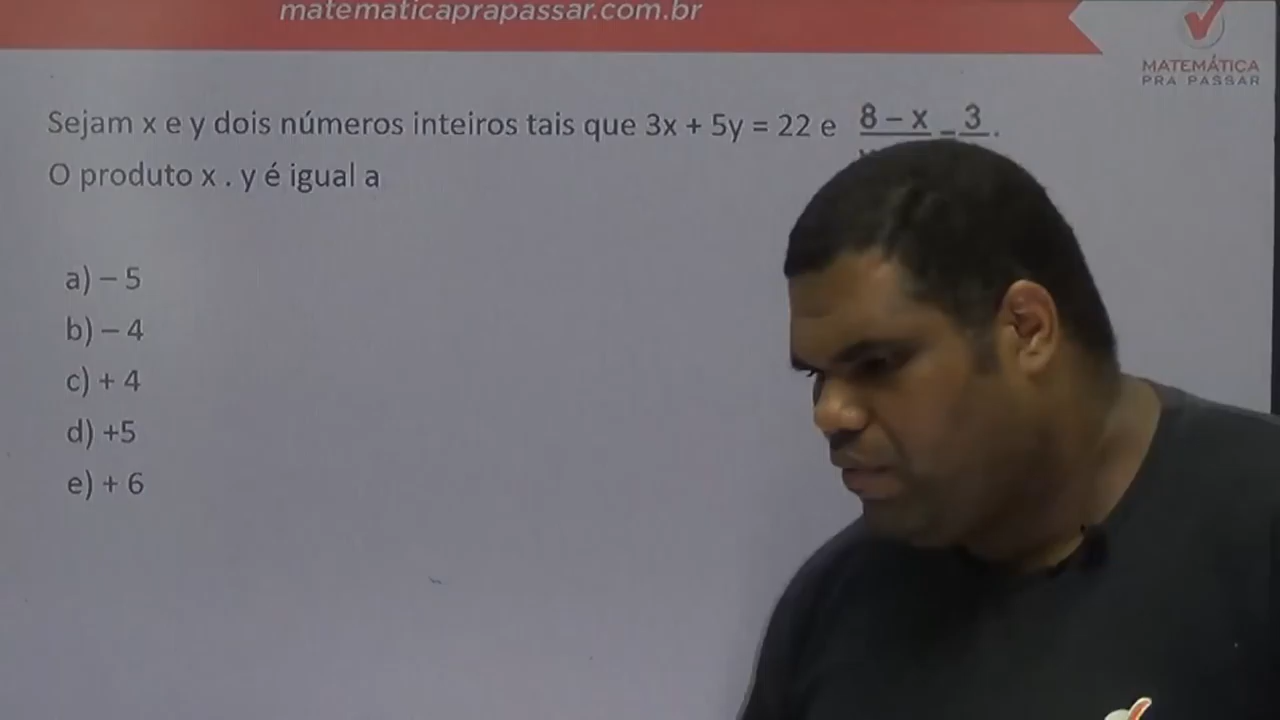 matematicaprapassar.com.br
MATEMÁTICA
PRA PASSAR
Sejam x e y dois números inteiros tais que 3x + 5y = 22 e 8 – x = 3 .
O produto x . y é igual a
a) – 5
b) – 4
c) + 4
d) +5
e) + 6